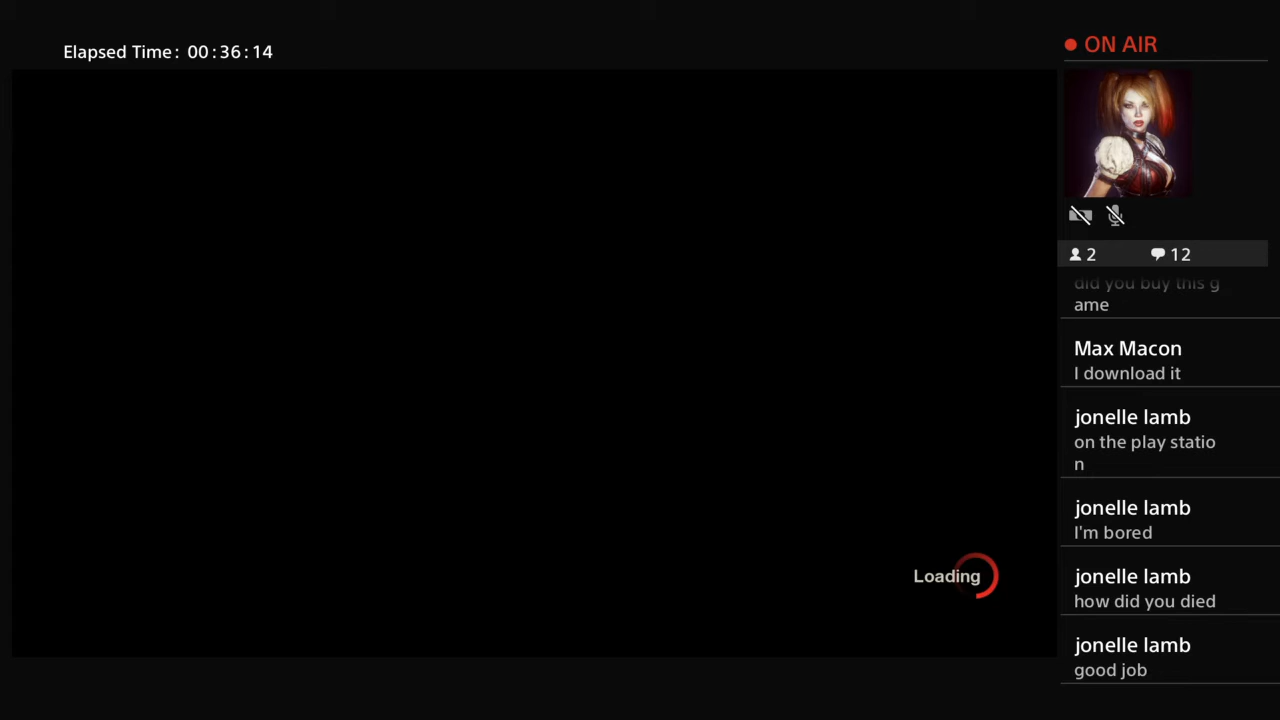 Elapsed Time: 00:36:14
ON AIR
2
12
did you buy this g
ame
Max Macon
I download it
jonelle lamb
on the play statio
n
jonelle lamb
I'm bored
jonelle lamb
how did you died
jonelle lamb
good job
Loading